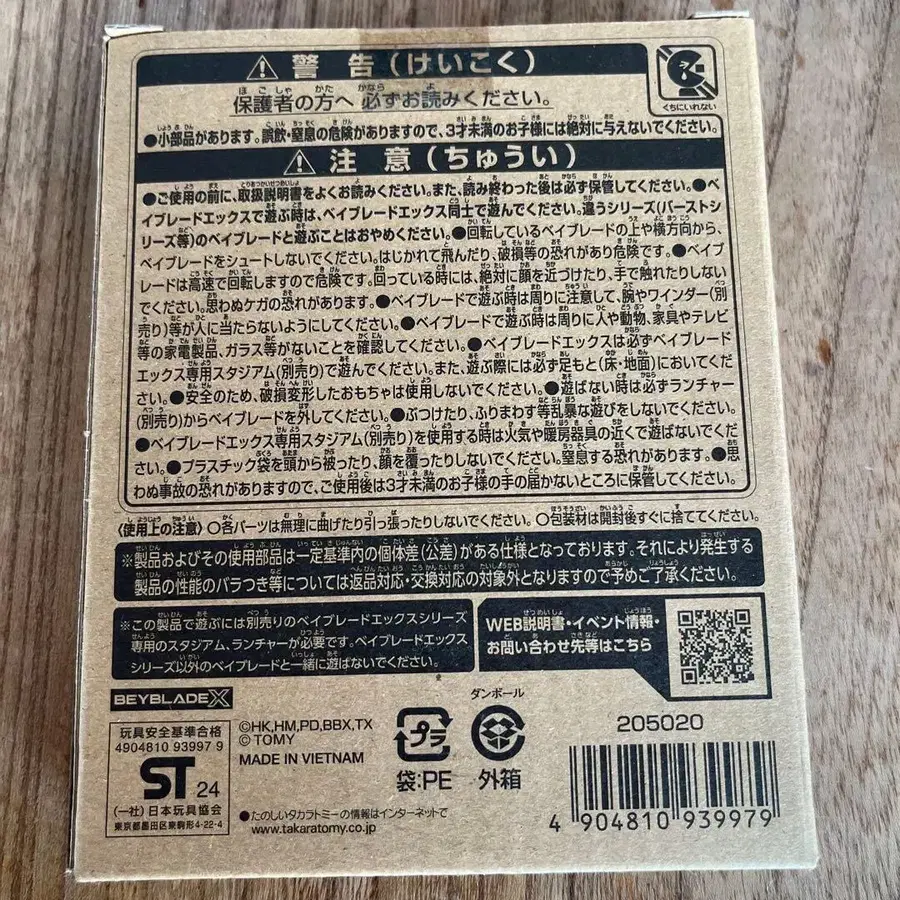 ⚠ 警告(けいこく)
保護者の方へ 必ずお読みください。
くちにいれない
●小部品があります。誤飲・窒息の危険がありますので、3才未満のお子様には絶対に与えないでください。
⚠ 注意(ちゅうい)
●ご使用の前に、取扱説明書をよくお読みください。また、読み終わった後は必ず保管してください。●ベ
イブレードエックスで遊ぶ時は、ベイブレードエックス同士で遊んでください。違うシリーズ(バーストシ
リーズ等)のベイブレードと遊ぶことはおやめください。●回転しているベイブレードの上や横方向から、
ベイブレードをシュートしないでください。はじかれて飛んだり、破損等の恐れがあり危険です。●ベイブ
レードは高速で回転しますので危険です。回っている時には、絶対に顔を近づけたり、手で触れたりしない
でください。思わぬケガの恐れがあります。●ベイブレードで遊ぶ時は周りに注意して、腕やワインダー(別
売り)等が人に当たらないようにしてください。●ベイブレードで遊ぶ時は周りに人や動物、家具やテレビ
等の家電製品、ガラス等がないことを確認してください。●ベイブレードエックスは必ずベイブレード
エックス専用スタジアム(別売り)で遊んでください。また、遊ぶ際には必ず足もと(床・地面)においてくださ
い。●安全のため、破損変形したおもちゃは使用しないでください。●遊ばない時は必ずランチャー
(別売り)からベイブレードを外してください。●ぶつけたり、ふりまわす等乱暴な遊びをしないでください。
●ベイブレードエックス専用スタジアム(別売り)を使用する時は火気や暖房器具の近くで遊ばないでくだ
さい。●プラスチック袋を頭から被ったり、顔を覆ったりしないでください。窒息する恐れがあります。●思
わぬ事故の恐れがありますので、ご使用後は3才未満のお子様の手の届かないところに保管してください。
〈使用上の注意〉○各パーツは無理に曲げたり引っ張たりしないでください。○包装材は開封後すぐに捨ててください。
※製品およびその使用部品は一定基準内の個体差(公差)がある仕様となっております。それにより発生する
製品の性能のバラつき等については返品対応・交換対応の対象外となりますので予めご了承ください。
※この製品で遊ぶには別売りのベイブレードエックスシリーズ
専用のスタジアム、ランチャーが必要です。ベイブレードエックス
シリーズ以外のベイブレードと一緒に遊ばないでください。
WEB説明書・イベント情報・
お問い合わせ先等はこちら
BEYBLADE X
玩具安全基準合格
4904810 93997 9
ST 24
(一社)日本玩具協会
東京都墨田区東駒形4-22-4
©HK,HM,PD,BBX,TX
© TOMY
MADE IN VIETNAM
プラ
袋:PE
ダンボール
外箱
●たのしいタカラトミーの情報はインターネットで
www.takaratomy.co.jp
205020
4 904810 939979